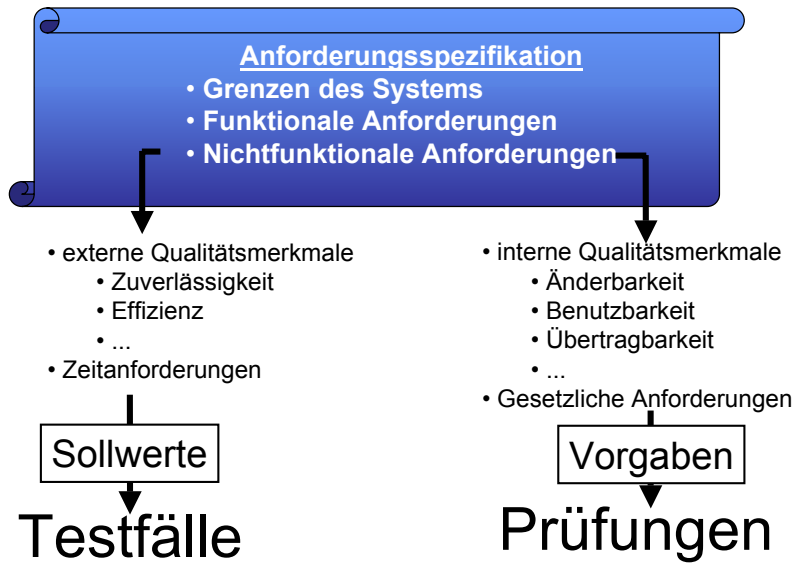 Anforderungsspezifikation
• Grenzen des Systems
• Funktionale Anforderungen
• Nichtfunktionale Anforderungen
• externe Qualitätsmerkmale
• Zuverlässigkeit
• Effizienz
• ...
• Zeitanforderungen
Sollwerte
Testfälle
• interne Qualitätsmerkmale
• Änderbarkeit
• Benutzbarkeit
• Übertragbarkeit
• ...
• Gesetzliche Anforderungen
Vorgaben
Prüfungen